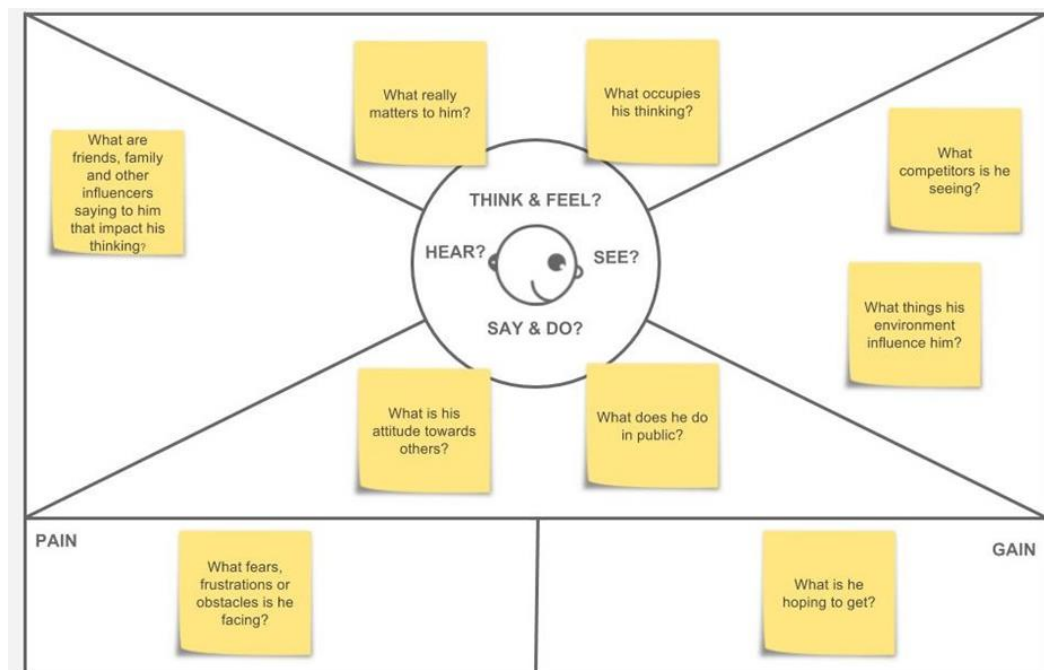 What really
matters to him?
What occupies
his thinking?
What are
friends, family
and other
influencers
saying to him
that impact his
thinking?
What
competitors is he
seeing?
THINK & FEEL?
HEAR?
SEE?
SAY & DO?
What things his
environment
influence him?
What is his
attitude towards
others?
What does he do
in public?
PAIN
What fears,
frustrations or
obstacles is he
facing?
GAIN
What is he
hoping to get?